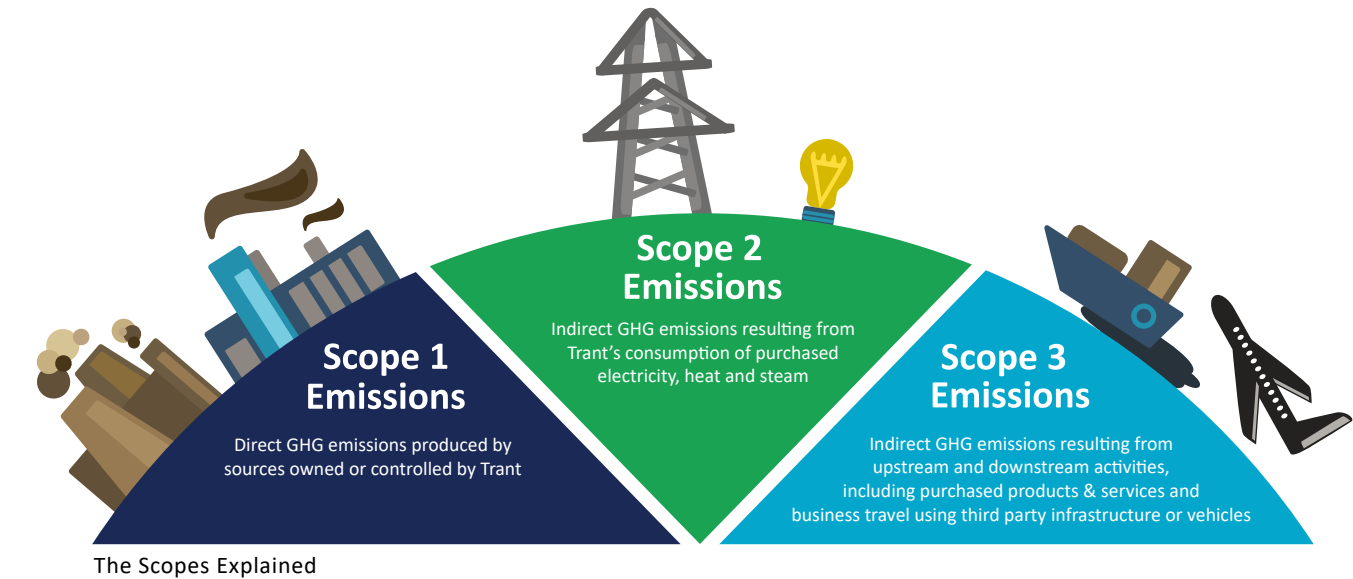 Scope 1
Emissions
Direct GHG emissions produced by
sources owned or controlled by Trant
Scope 2
Emissions
Indirect GHG emissions resulting from
Trant's consumption of purchased
electricity, heat and steam
Scope 3
Emissions
Indirect GHG emissions resulting from
upstream and downstream activities,
including purchased products & services and
business travel using third party infrastructure or vehicles
The Scopes Explained